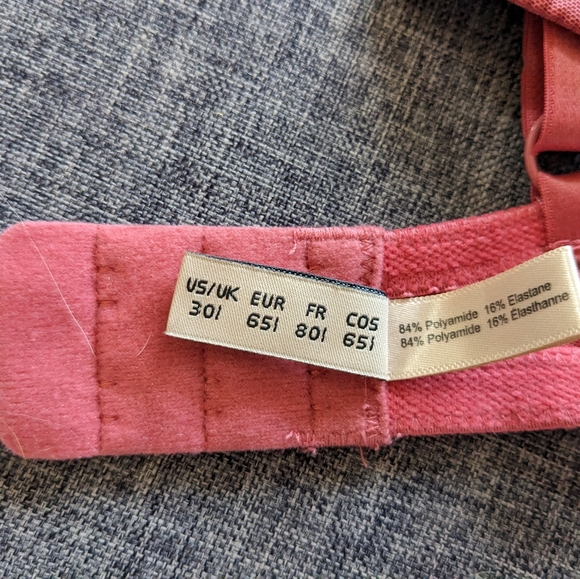 US/UK EUR FR COS
30I 65I 80I 65I
84% Polyamide 16% Elastane
84% Polyamide 16% Élasthanne